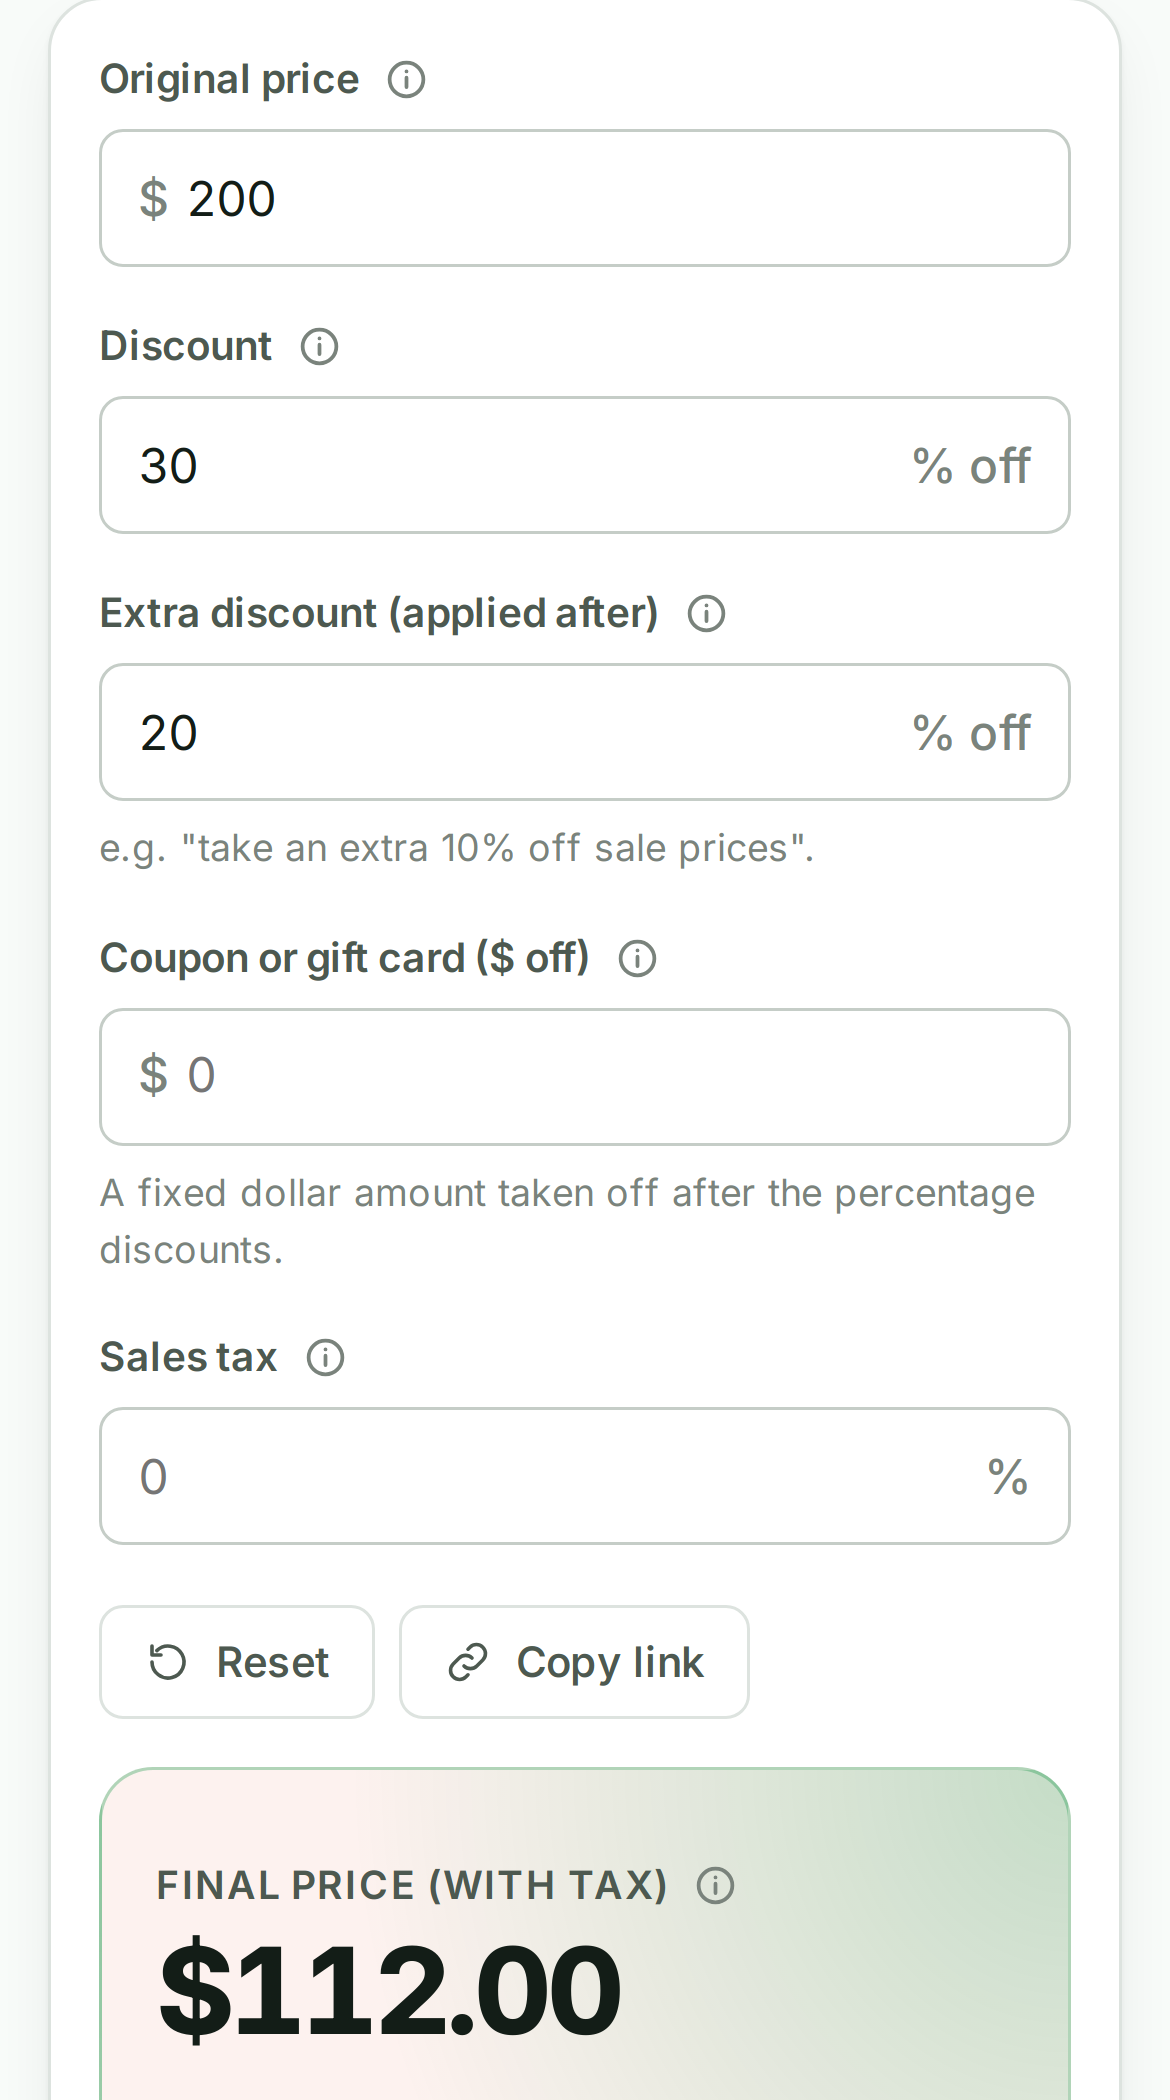 Original price
$ 200
Discount
30 % off
Extra discount (applied after)
20 % off
e.g. "take an extra 10% off sale prices".
Coupon or gift card ($ off)
$ 0
A fixed dollar amount taken off after the percentage
discounts.
Sales tax
0 %
Reset Copy link
FINAL PRICE (WITH TAX)
$112.00